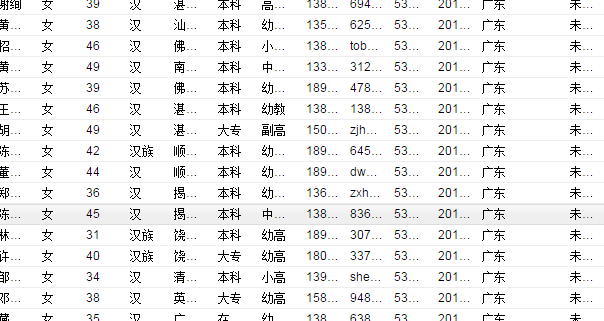 谢绚 女 39 汉 湛... 本科 高... 138... 694... 53... 201... 广东 未...
黄... 女 35 汉 汕... 本科 幼... 135... 625... 53... 201... 广东 未...
招... 女 46 汉 佛... 本科 小... 138... tob... 53... 201... 广东 未...
黄... 女 49 汉 南... 本科 中... 133... 312... 53... 201... 广东 未...
苏... 女 39 汉 佛... 本科 幼... 189... 478... 53... 201... 广东 未...
王... 女 46 汉 湛... 本科 幼教 138... 138... 53... 201... 广东 未...
胡... 女 49 汉 湛... 大专 副高 150... zjh... 53... 201... 广东 未...
陈... 女 42 汉族 顺... 本科 幼... 189... 645... 53... 201... 广东 未...
董... 女 44 汉 顺... 本科 幼... 189... dw... 53... 201... 广东 未...
郑... 女 36 汉 揭... 本科 幼... 136... zxh... 53... 201... 广东 未...
陈... 女 45 汉 揭... 本科 中... 138... 836... 53... 201... 广东 未...
林... 女 31 汉族 饶... 本科 幼高 189... 307... 53... 201... 广东 未...
许... 女 40 汉族 饶... 大专 幼高 180... 337... 53... 201... 广东 未...
邹... 女 34 汉 清... 本科 小高 139... she... 53... 201... 广东 未...
邓... 女 38 汉 英... 大专 幼高 158... 948... 53... 201... 广东 未...
女 35 汉 广... 在... 幼... 138... 638... 53... 201... 广东 未...